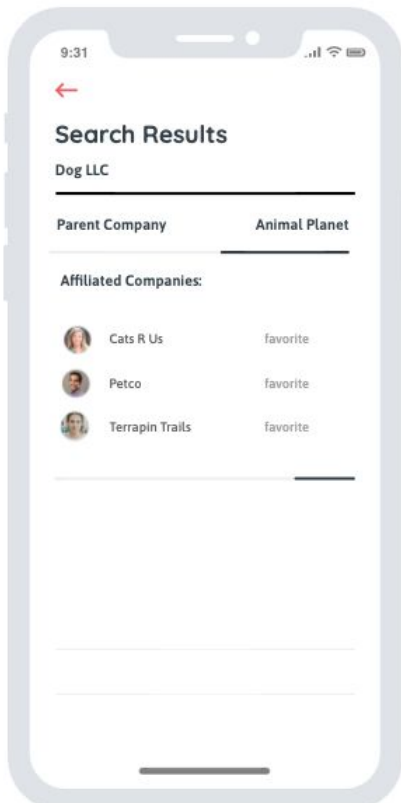 9:31
Search Results
Dog LLC
Parent Company Animal Planet
Affiliated Companies:
Cats R Us favorite
Petco favorite
Terrapin Trails favorite